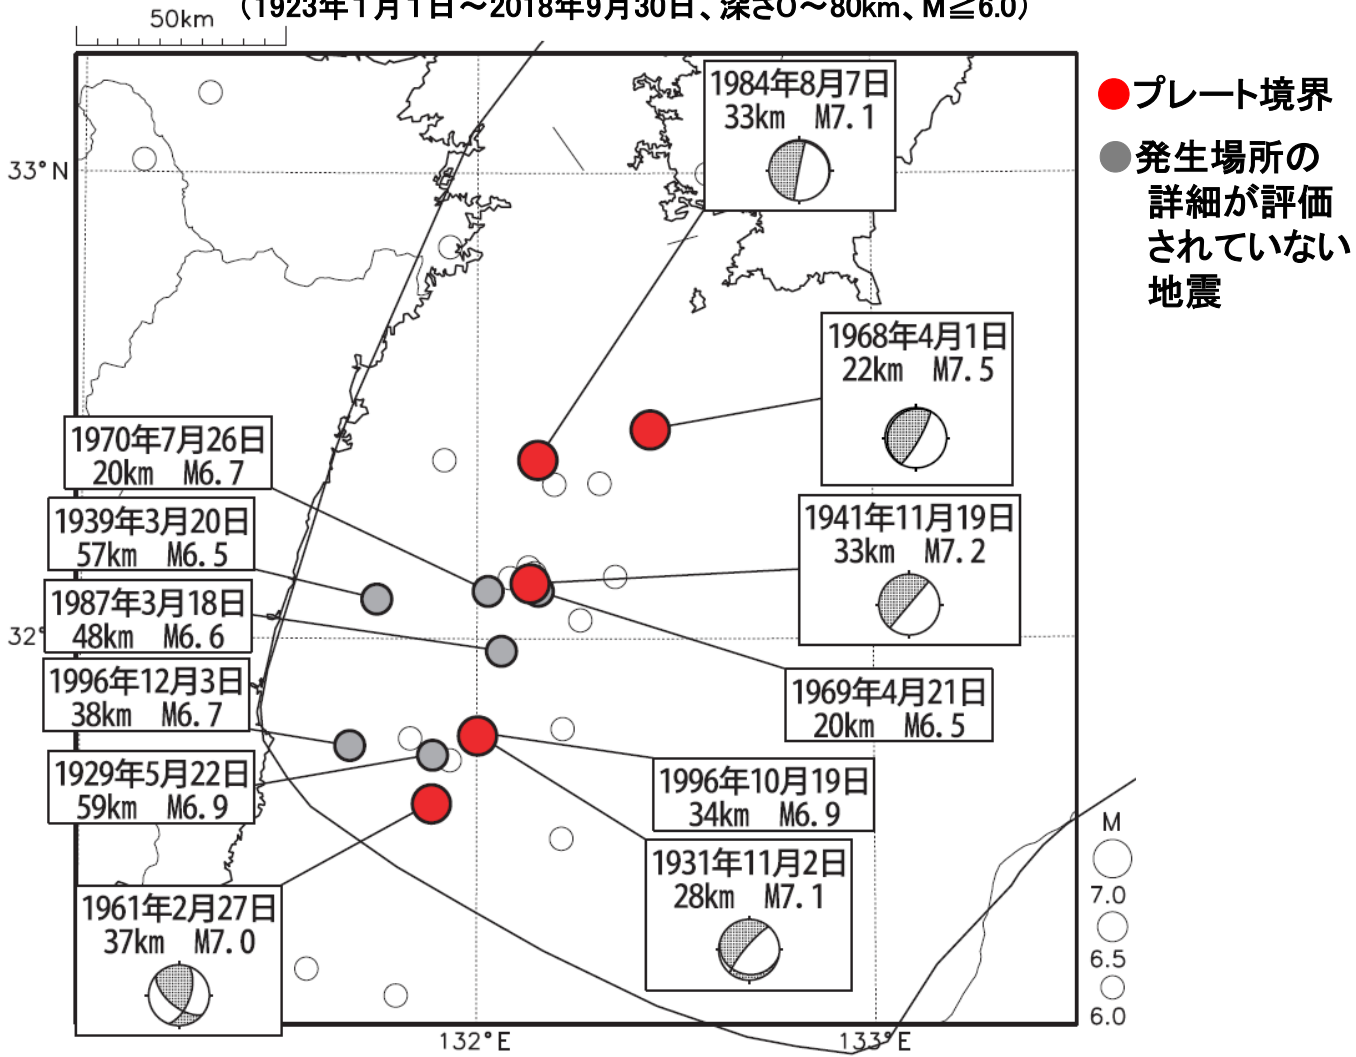 (1923年1月1日～2018年9月30日、深さ0～80km、M≧6.0)
50km
33°N
32°
132°E
133°E
1984年8月7日
33km M7.1
●プレート境界
●発生場所の
詳細が評価
されていない
地震
1968年4月1日
22km M7.5
1970年7月26日
20km M6.7
1939年3月20日
57km M6.5
1941年11月19日
33km M7.2
1987年3月18日
48km M6.6
1996年12月3日
38km M6.7
1969年4月21日
20km M6.5
1929年5月22日
59km M6.9
1996年10月19日
34km M6.9
1931年11月2日
28km M7.1
1961年2月27日
37km M7.0
M
7.0
6.5
6.0